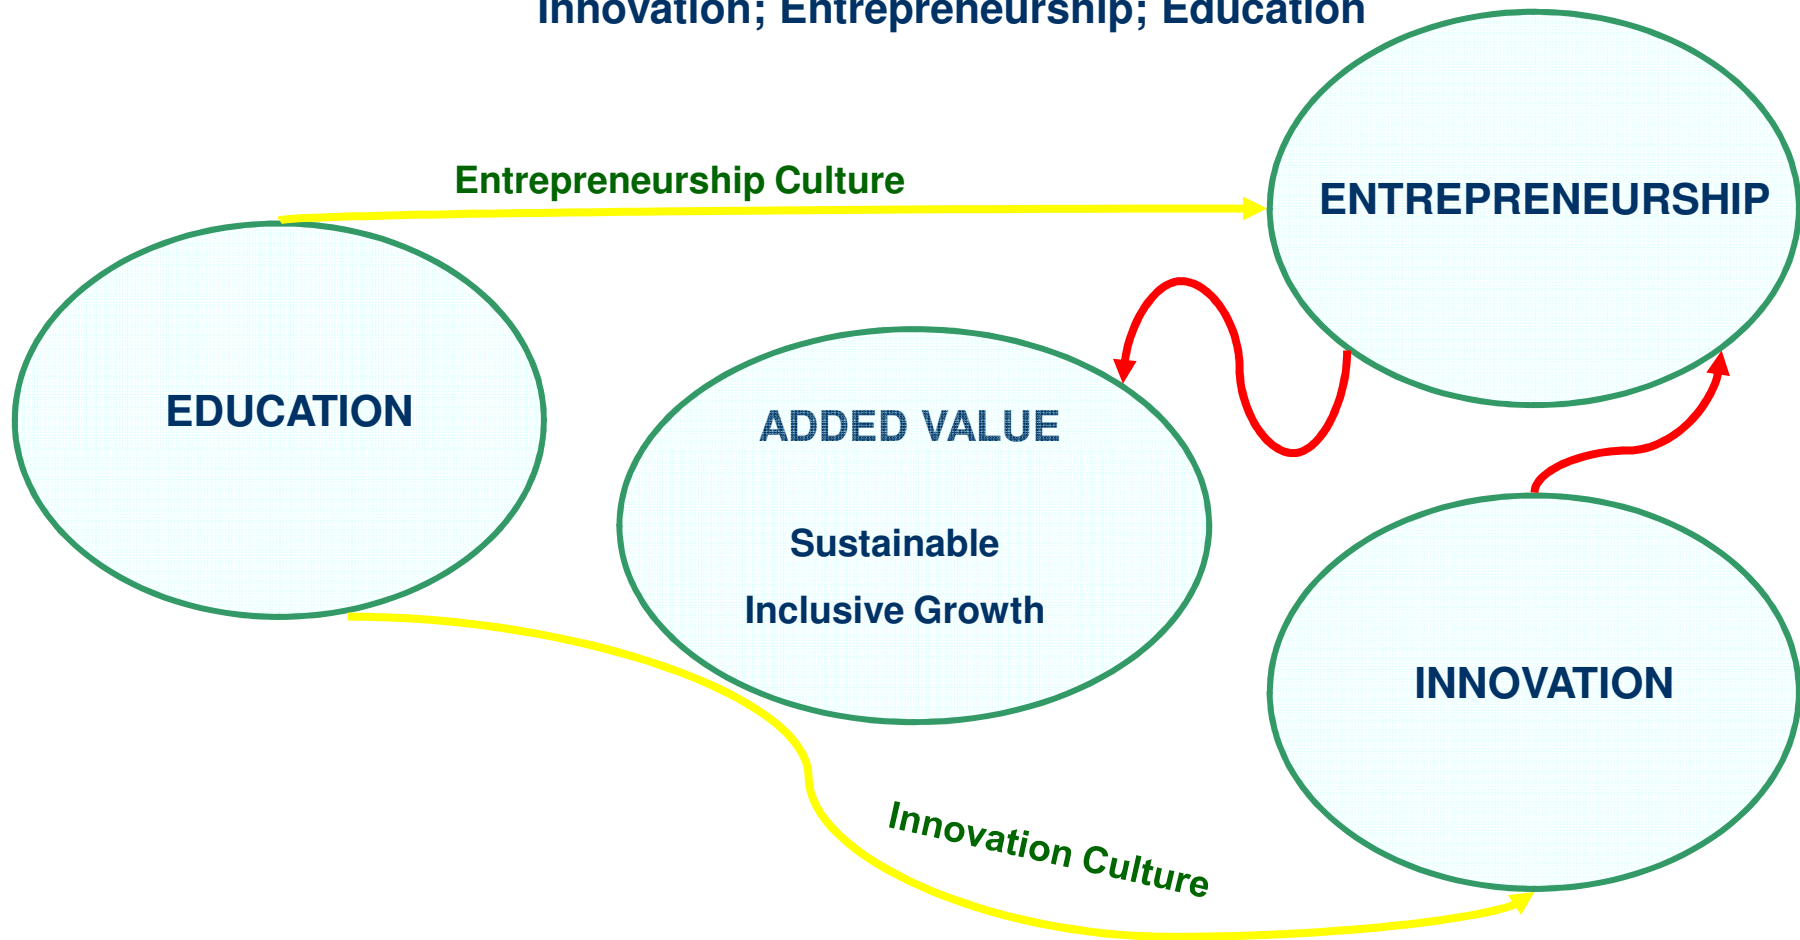 Innovation; Entrepreneurship; Education
Entrepreneurship Culture
ENTREPRENEURSHIP
EDUCATION
ADDED VALUE
Sustainable
Inclusive Growth
INNOVATION
Innovation Culture